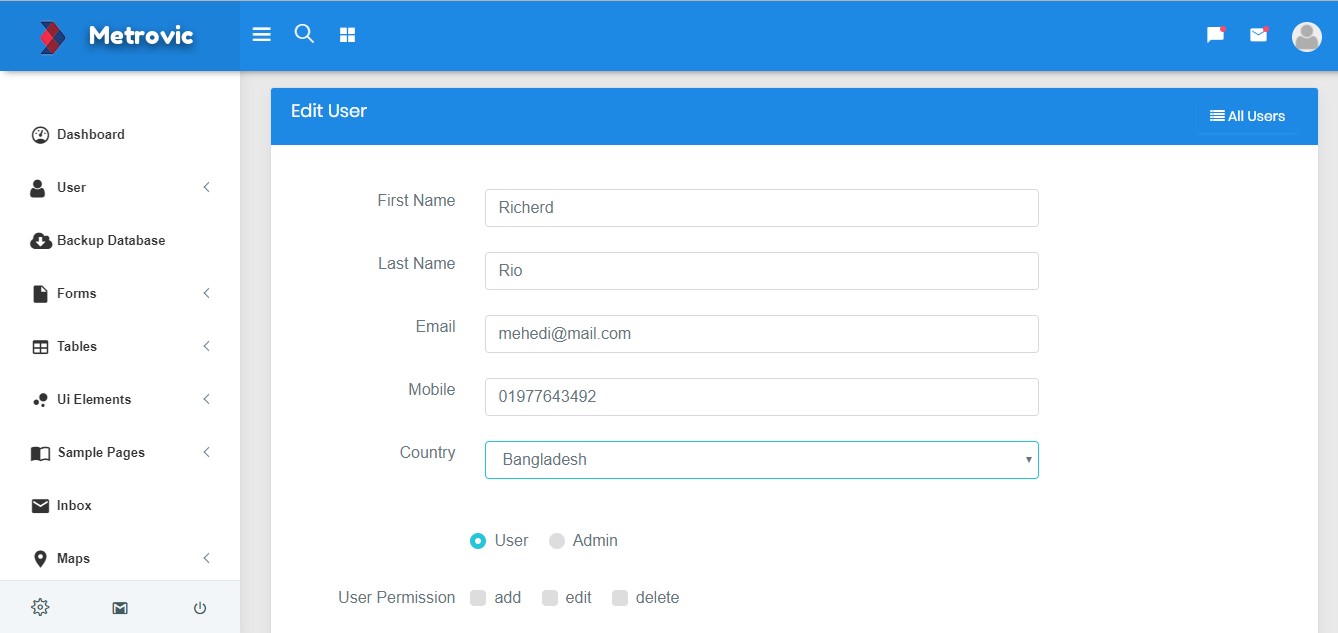 Metrovic
Dashboard
User
Backup Database
Forms
Tables
Ui Elements
Sample Pages
Inbox
Maps
Edit User
All Users
First Name
Richerd
Last Name
Rio
Email
mehedi@mail.com
Mobile
01977643492
Country
Bangladesh
User Admin
User Permission add edit delete